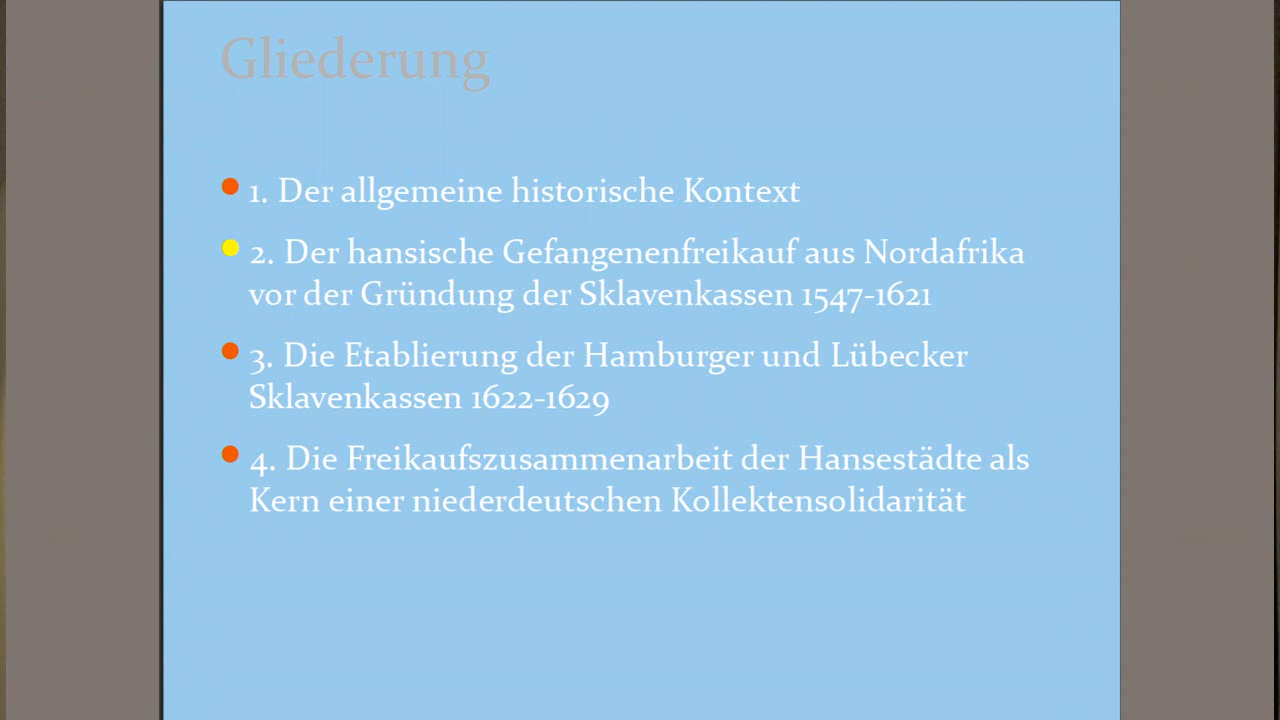 Gliederung
1. Der allgemeine historische Kontext
2. Der hansische Gefangenenfreikauf aus Nordafrika
vor der Gründung der Sklavenkassen 1547-1621
3. Die Etablierung der Hamburger und Lübecker
Sklavenkassen 1622-1629
4. Die Freikaufszusammenarbeit der Hansestädte als
Kern einer niederdeutschen Kollektensolidarität